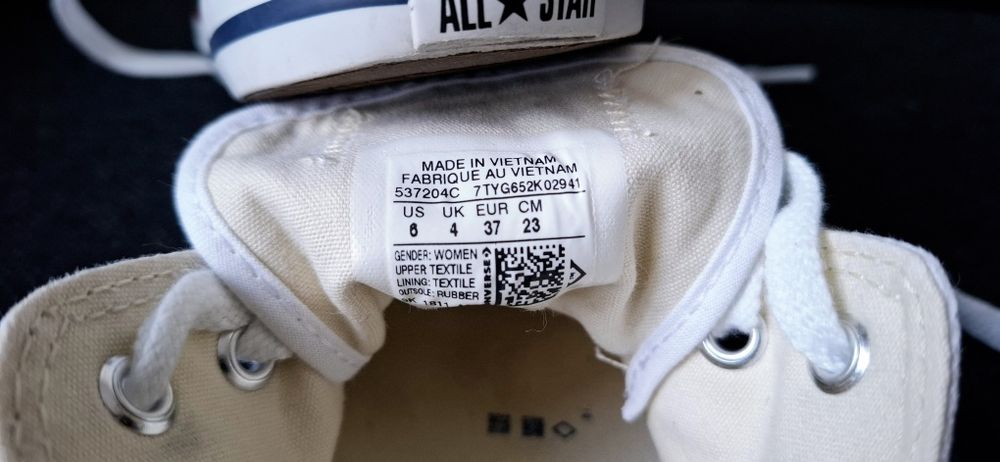 ALL ★ STAR
MADE IN VIETNAM
FABRIQUE AU VIETNAM
537204C 7TYG652K02941
US UK EUR CM
6 4 37 23
GENDER: WOMEN
UPPER TEXTILE
LINING: TEXTILE
OUTSOLE: RUBBER
CONVERSE